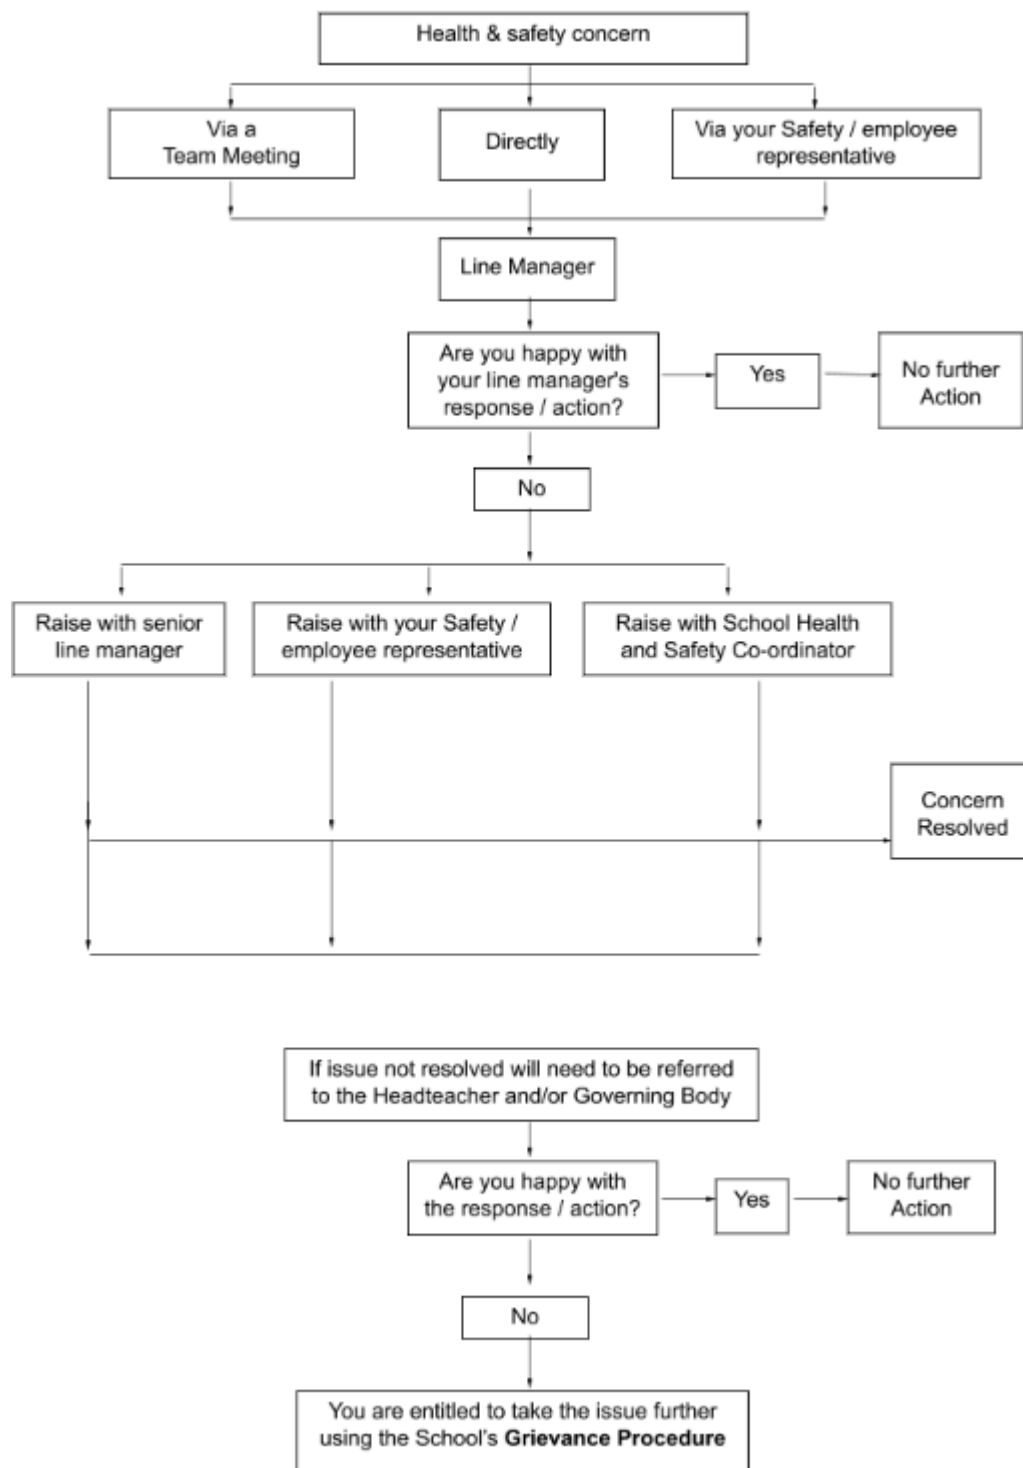 Health & safety concern
Via a
Team Meeting
Directly
Via your Safety / employee
representative
Line Manager
Are you happy with
your line manager's
response / action?
Yes
No further
Action
No
Raise with senior
line manager
Raise with your Safety /
employee representative
Raise with School Health
and Safety Co-ordinator
Concern
Resolved
If issue not resolved will need to be referred
to the Headteacher and/or Governing Body
Are you happy with
the response / action?
Yes
No further
Action
No
You are entitled to take the issue further
using the School's Grievance Procedure